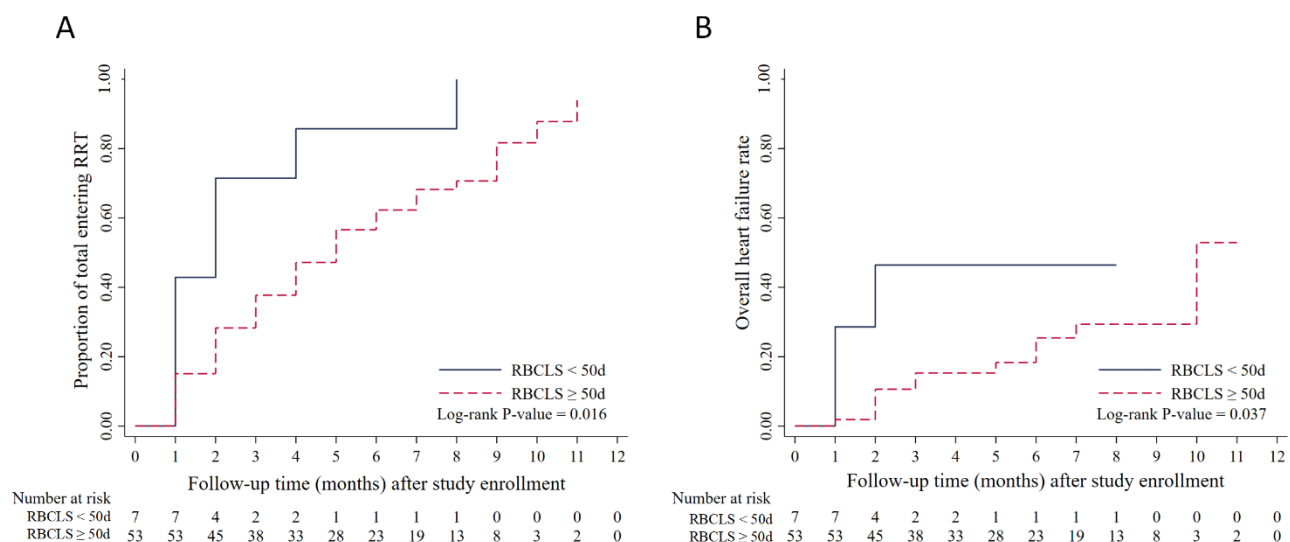 A
Proportion of total entering RRT
1.00
0.80
0.60
0.40
0.20
0.00
RBCLS < 50d
RBCLS ≥ 50d
Log-rank P-value = 0.016
0 1 2 3 4 5 6 7 8 9 10 11 12
Follow-up time (months) after study enrollment
Number at risk
RBCLS < 50d 7 7 4 2 2 1 1 1 1 0 0 0 0
RBCLS ≥ 50d 53 53 45 38 33 28 23 19 13 8 3 2 0
B
Overall heart failure rate
1.00
0.80
0.60
0.40
0.20
0.00
RBCLS < 50d
RBCLS ≥ 50d
Log-rank P-value = 0.037
0 1 2 3 4 5 6 7 8 9 10 11 12
Follow-up time (months) after study enrollment
Number at risk
RBCLS < 50d 7 7 4 2 2 1 1 1 1 0 0 0 0
RBCLS ≥ 50d 53 53 45 38 33 28 23 19 13 8 3 2 0